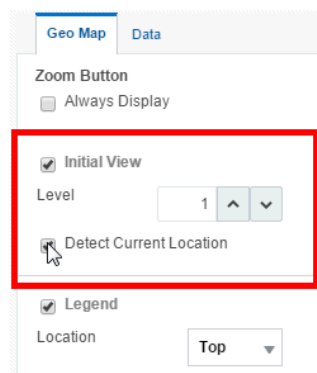 Geo Map Data
Zoom Button
Always Display
Initial View
Level 1
Detect Current Location
Legend
Location Top